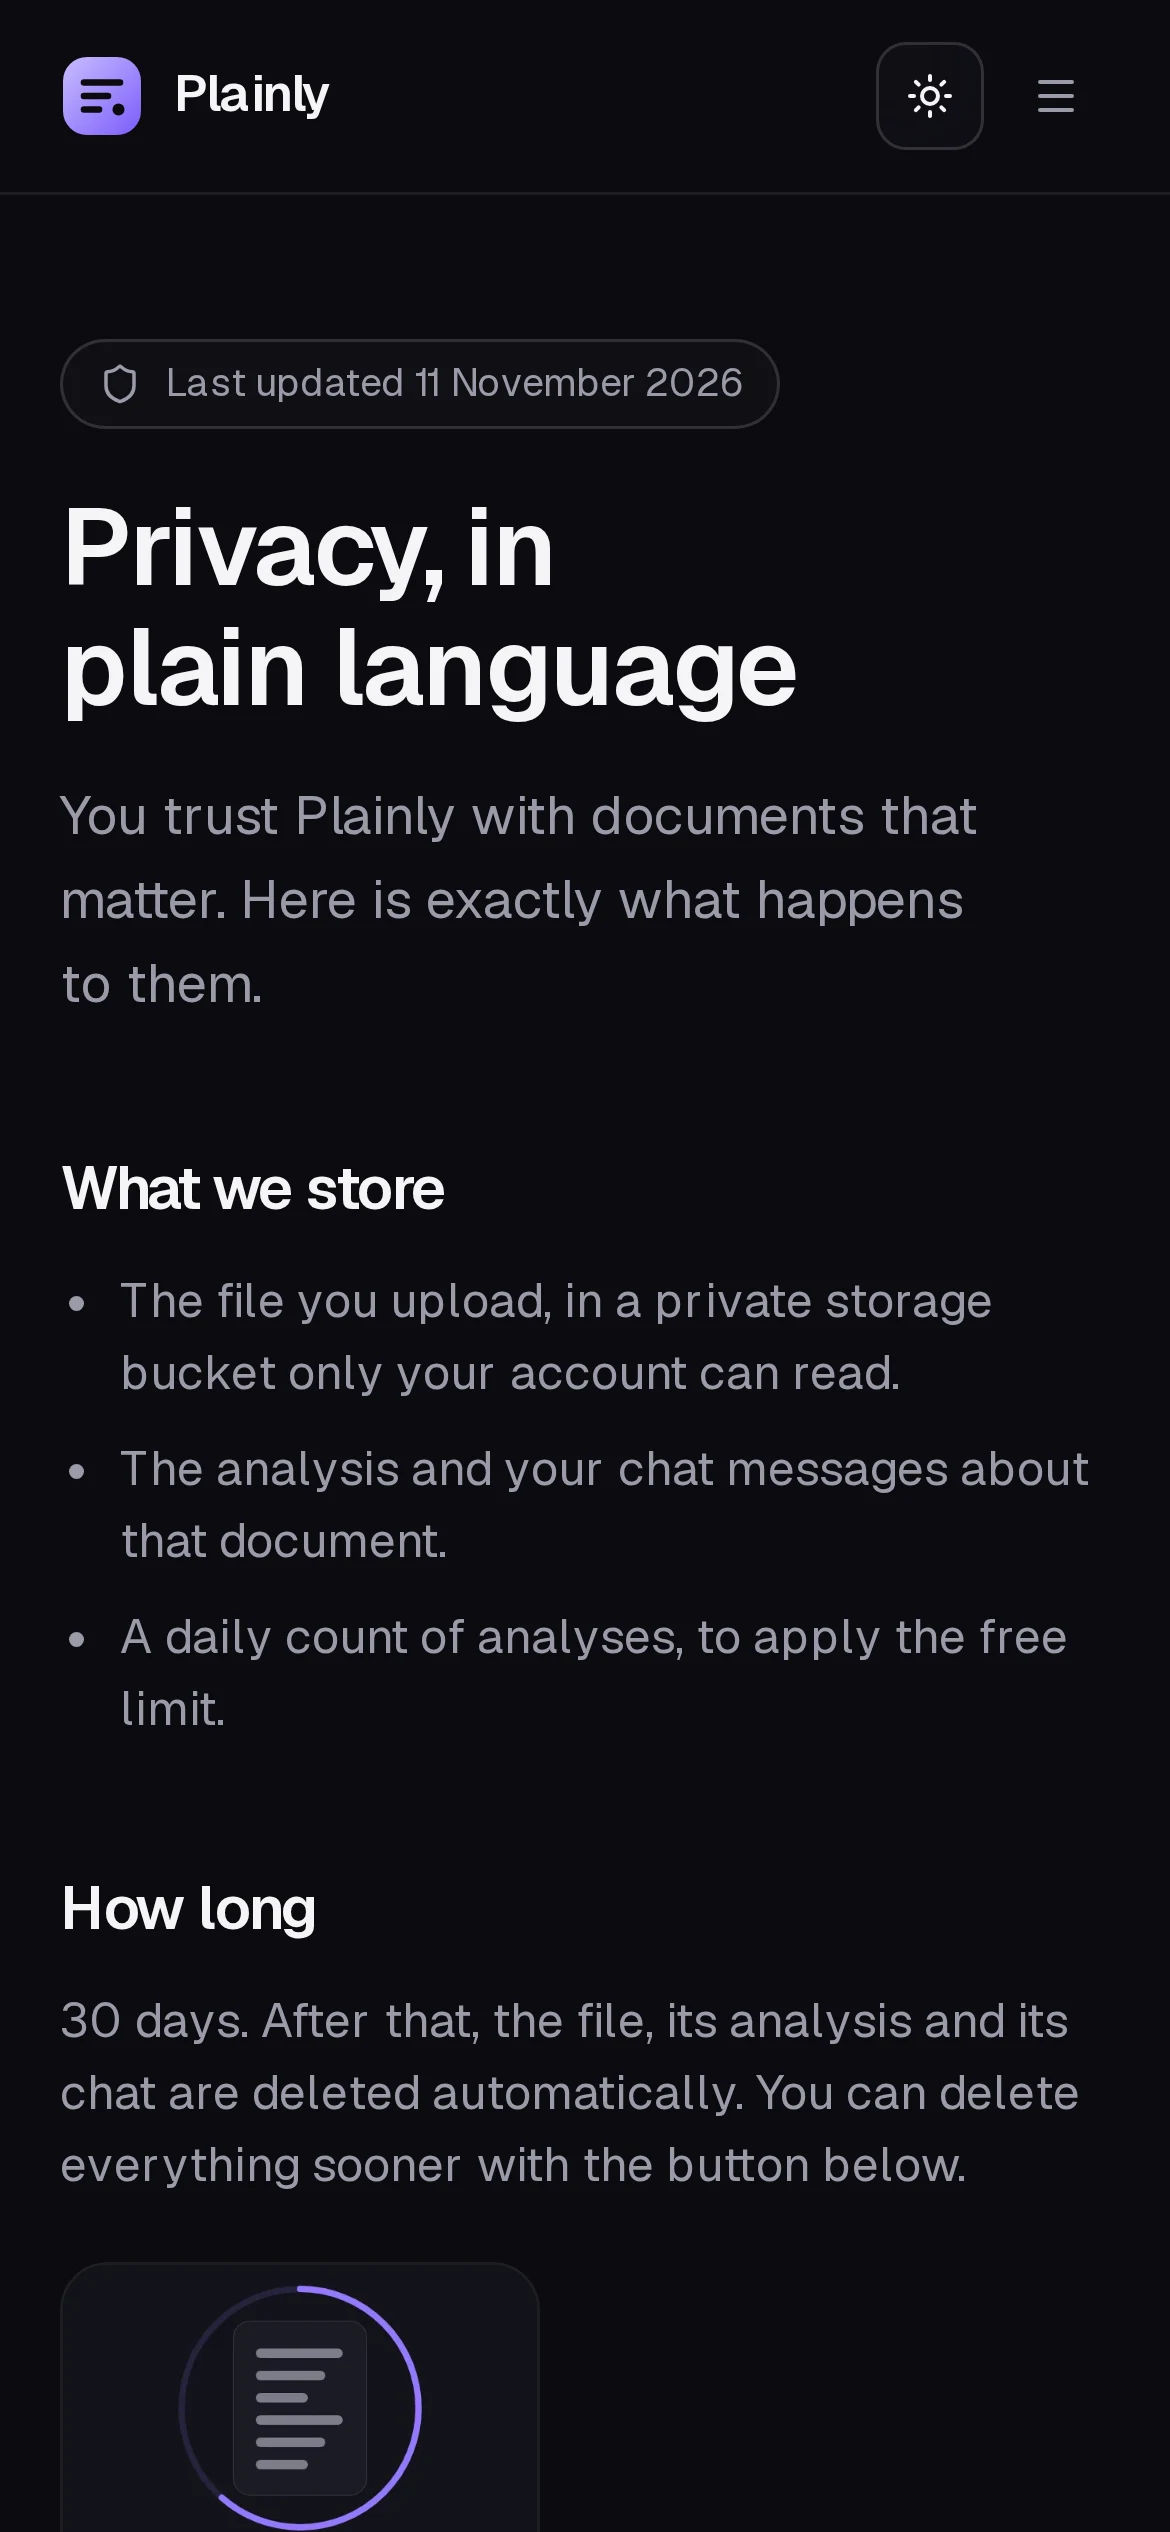 Plainly
Last updated 11 November 2026
Privacy, in
plain language
You trust Plainly with documents that
matter. Here is exactly what happens
to them.
What we store
• The file you upload, in a private storage
bucket only your account can read.
• The analysis and your chat messages about
that document.
• A daily count of analyses, to apply the free
limit.
How long
30 days. After that, the file, its analysis and its
chat are deleted automatically. You can delete
everything sooner with the button below.